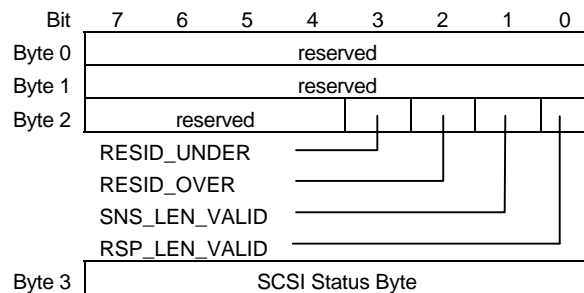 Bit 7 6 5 4 3 2 1 0
Byte 0 reserved
Byte 1 reserved
Byte 2 reserved
RESID_UNDER
RESID_OVER
SNS_LEN_VALID
RSP_LEN_VALID
Byte 3 SCSI Status Byte